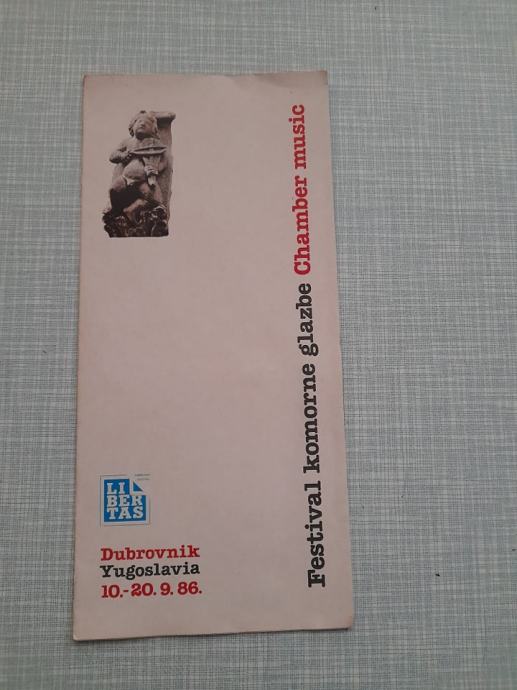 Festival komorne glazbe Chamber music
LI
BER
TAS
Dubrovnik
Yugoslavia
10.-20. 9. 86.